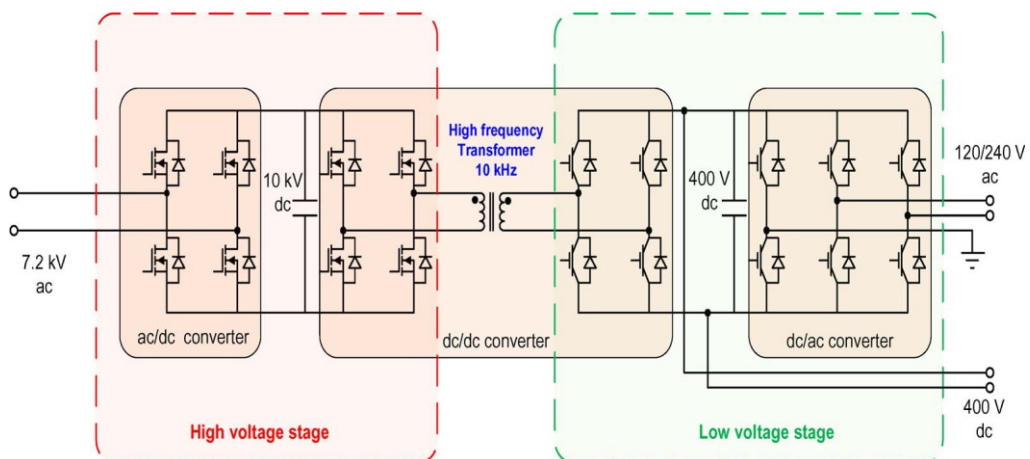 High frequency
Transformer
10 kHz
10 kV
dc
400 V
dc
120/240 V
ac
7.2 kV
ac
ac/dc converter
dc/dc converter
dc/ac converter
400 V
dc
High voltage stage
Low voltage stage